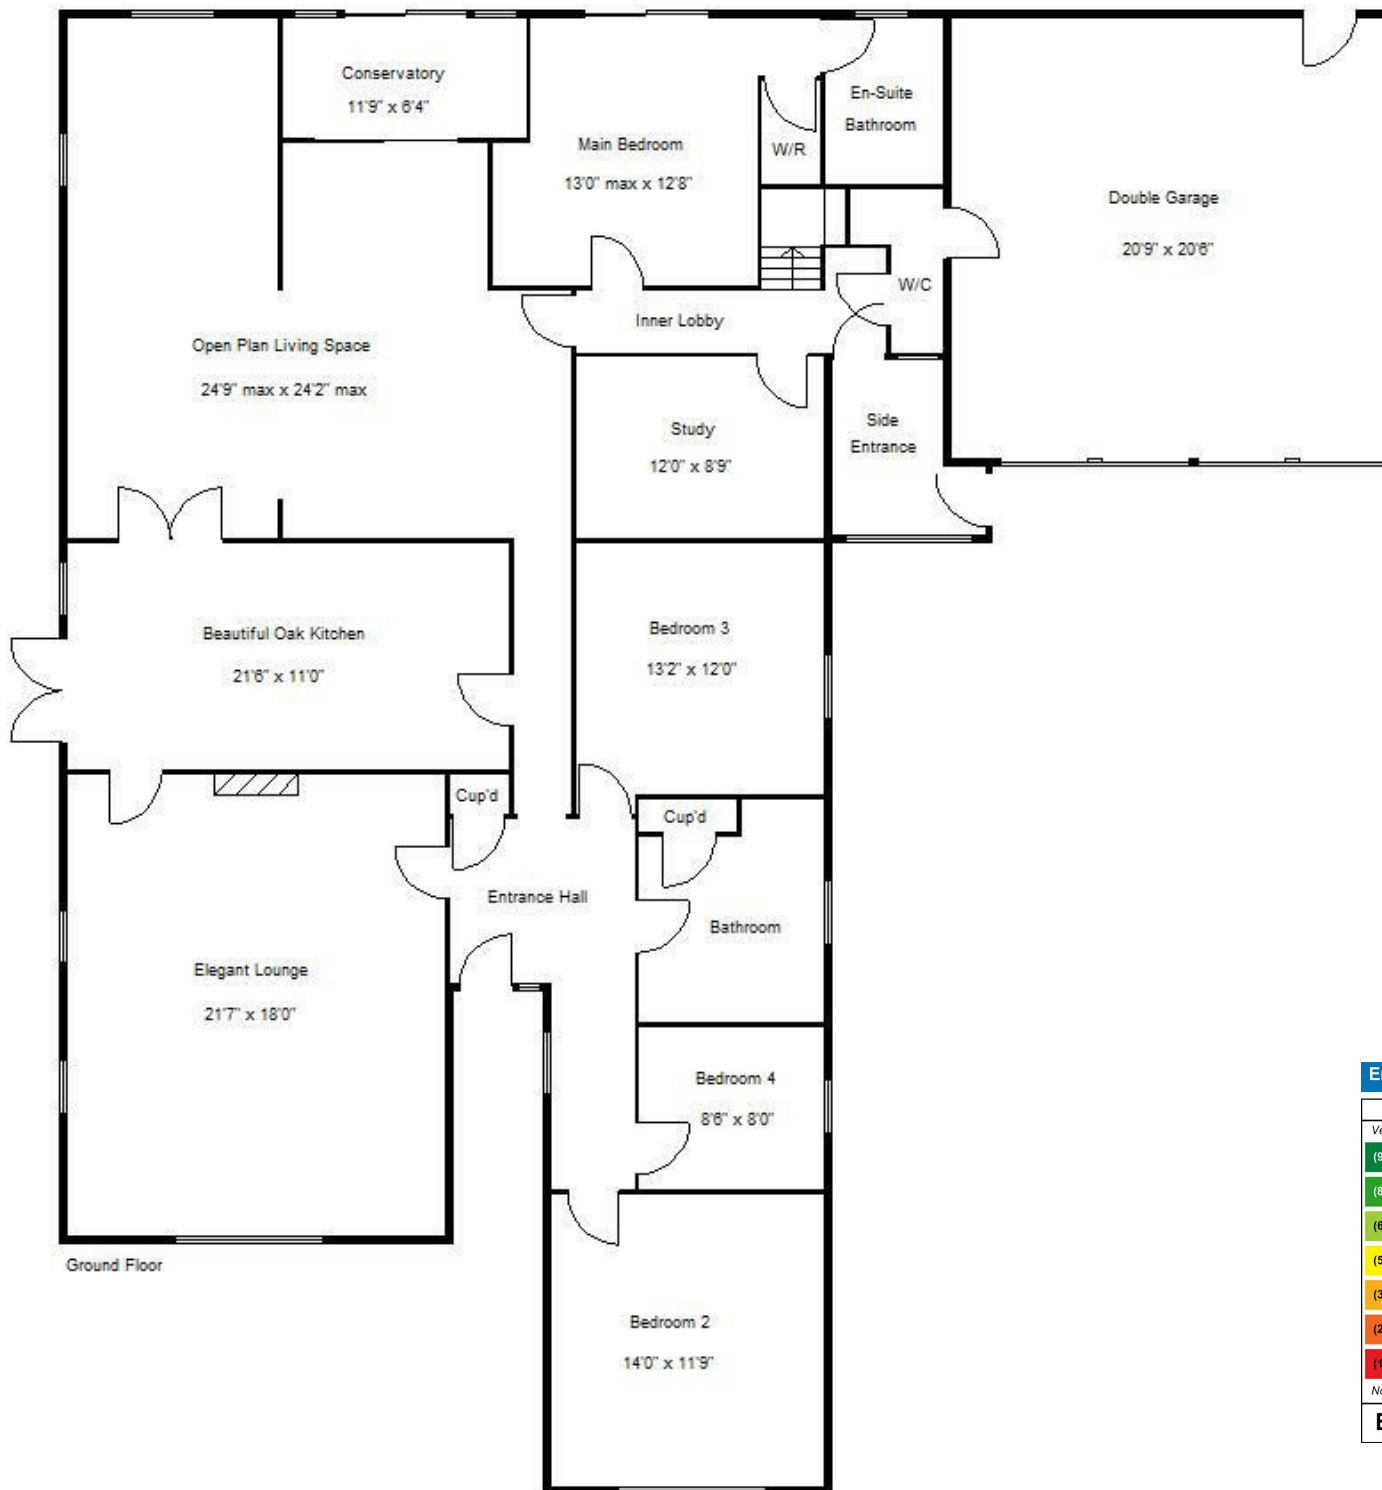 Conservatory
11'9" x 6'4"
Main Bedroom
13'0" max x 12'8"
W/R
En-Suite
Bathroom
Double Garage
20'9" x 20'6"
W/C
Inner Lobby
Open Plan Living Space
24'9" max x 24'2" max
Study
12'0" x 8'9"
Side
Entrance
Beautiful Oak Kitchen
21'6" x 11'0"
Bedroom 3
13'2" x 12'0"
Cup'd
Cup'd
Entrance Hall
Bathroom
Elegant Lounge
21'7" x 18'0"
Bedroom 4
8'6" x 8'0"
Ground Floor
Bedroom 2
14'0" x 11'9"